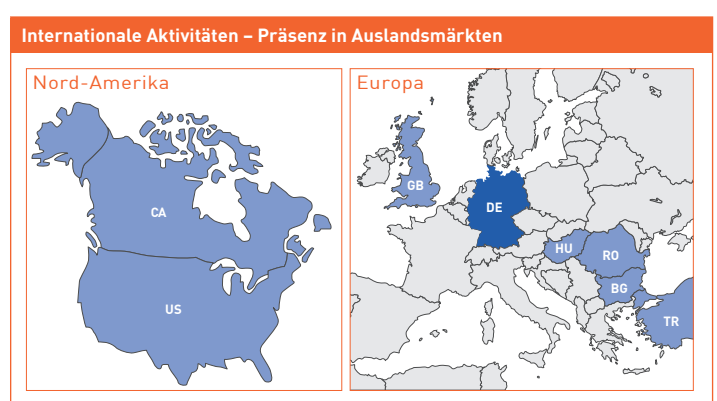 Internationale Aktivitäten – Präsenz in Auslandsmärkten
Nord-Amerika
CA
US
Europa
GB
DE
HU
RO
BG
TR